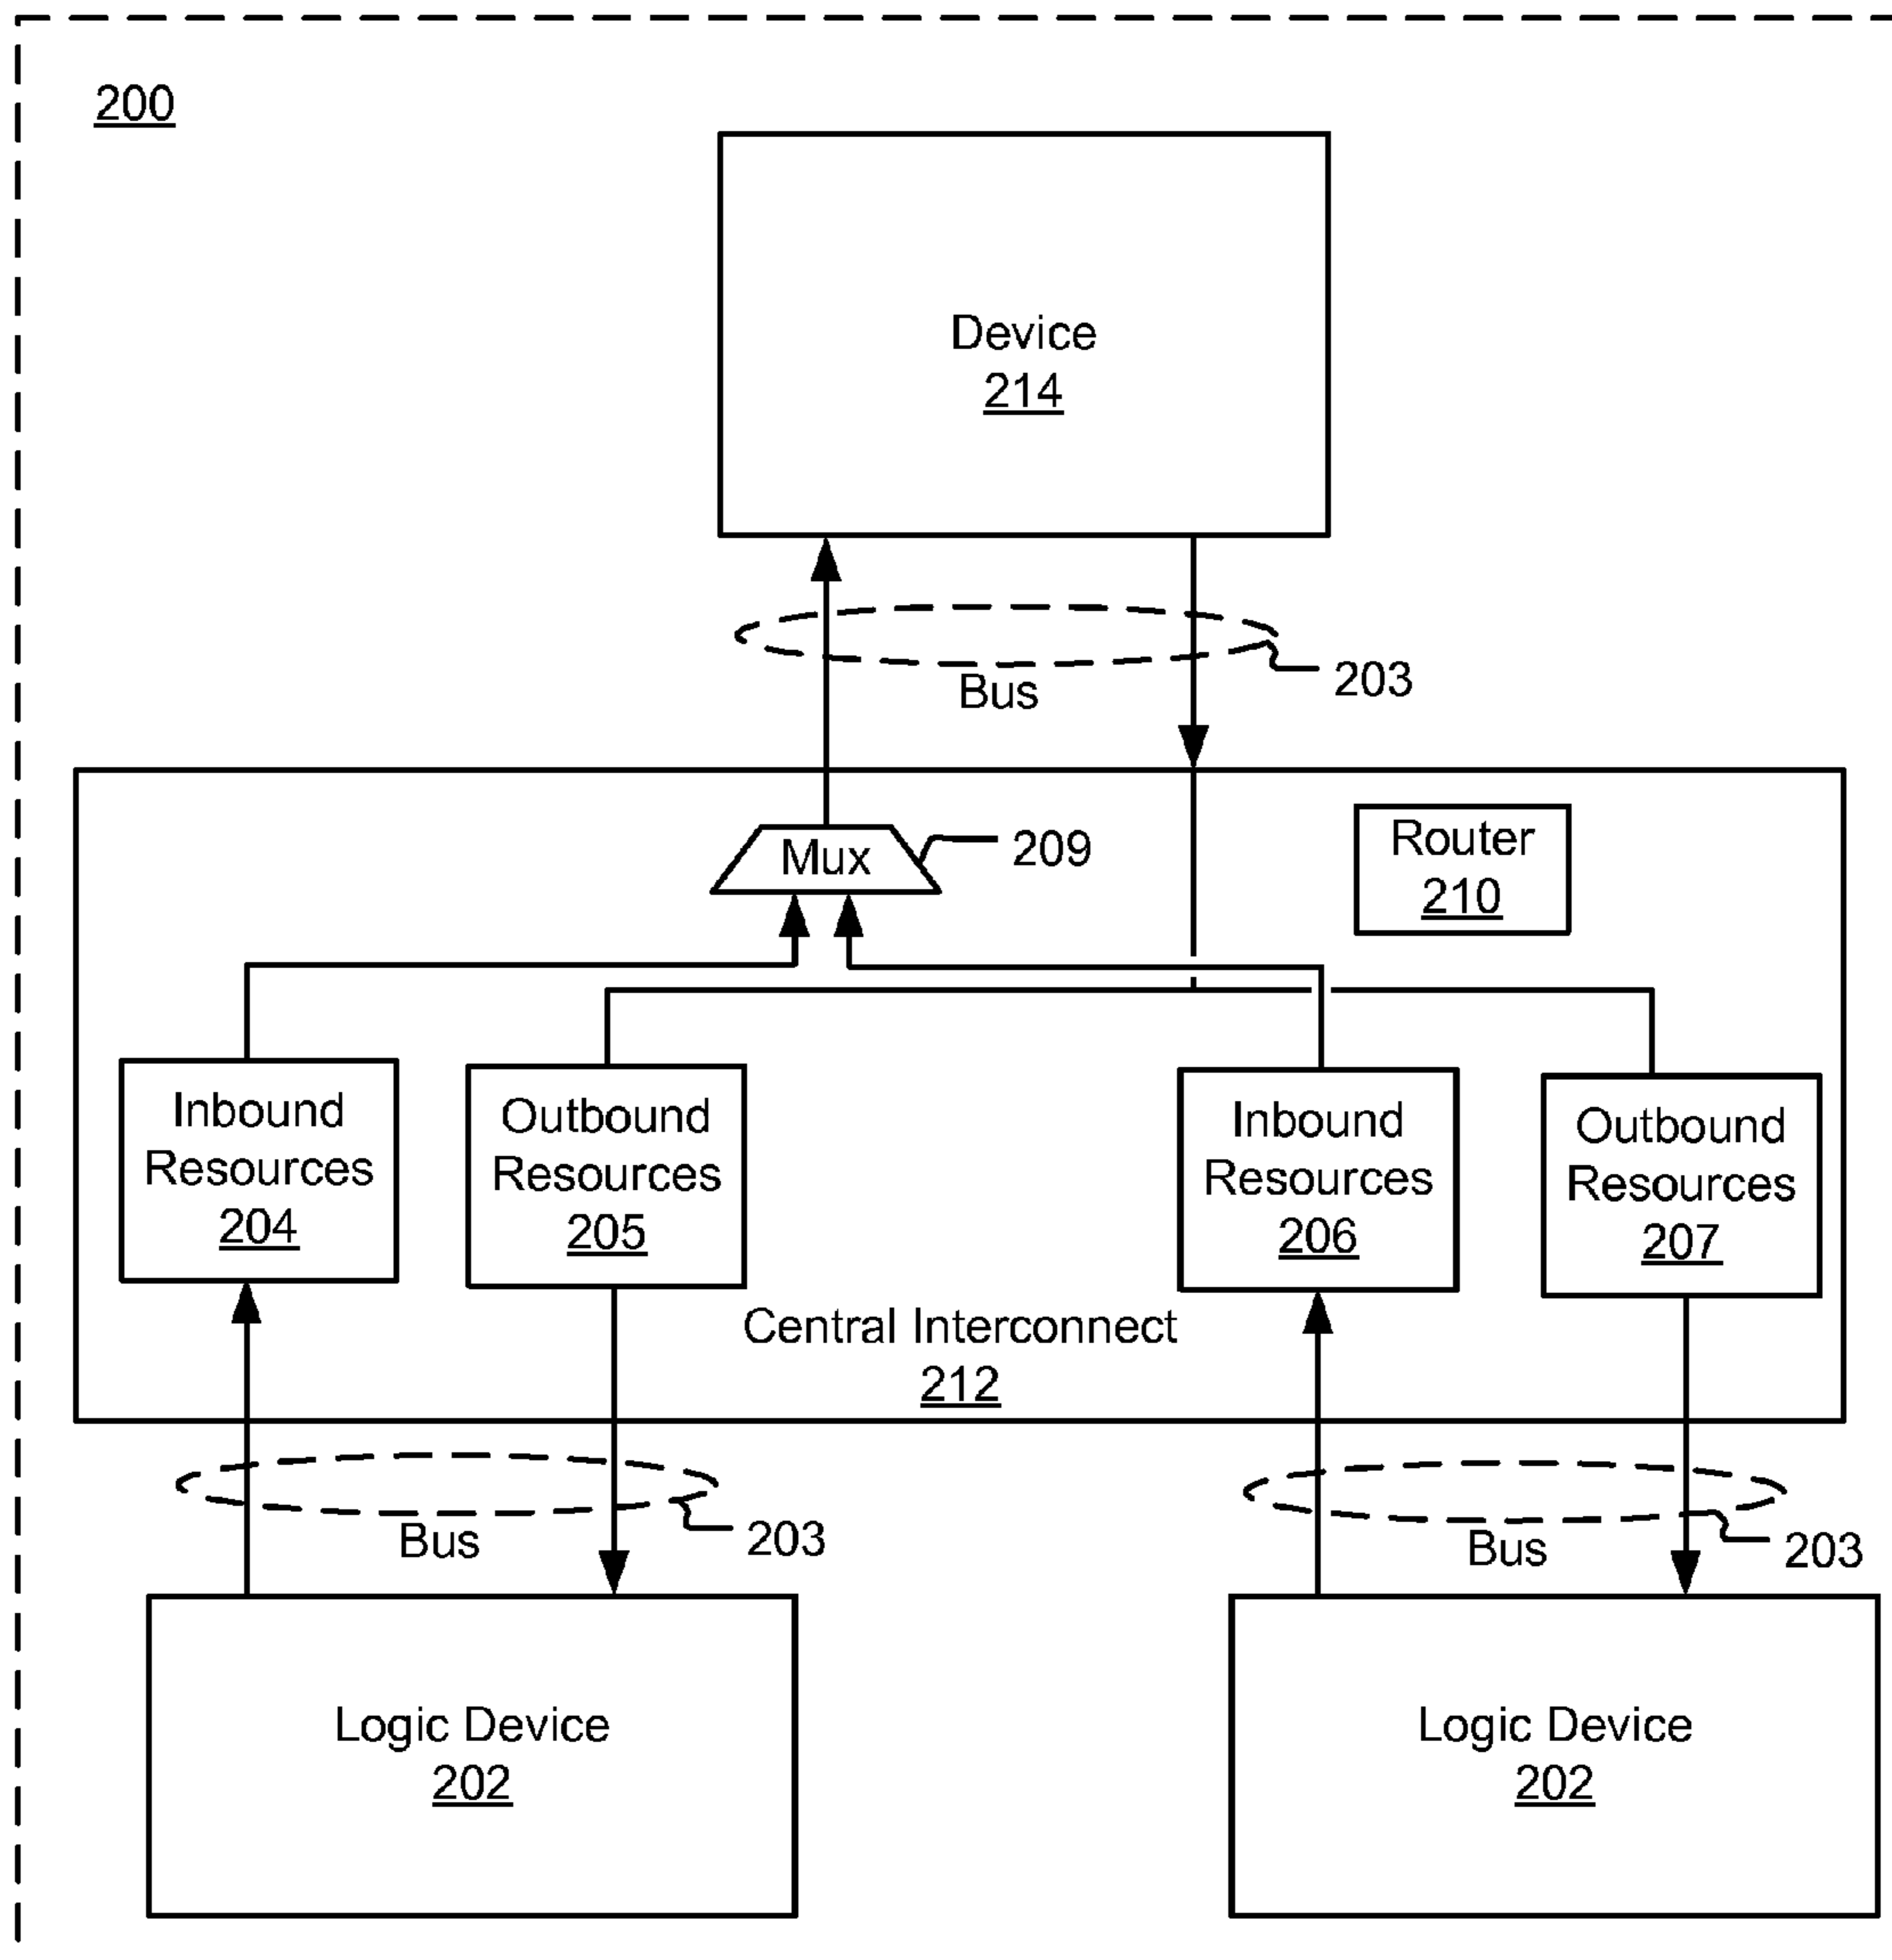 200
Device
214
Bus
203
Mux
209
Router
210
Inbound
Resources
204
Outbound
Resources
205
Inbound
Resources
206
Outbound
Resources
207
Central Interconnect
212
Bus
203
Bus
203
Logic Device
202
Logic Device
202